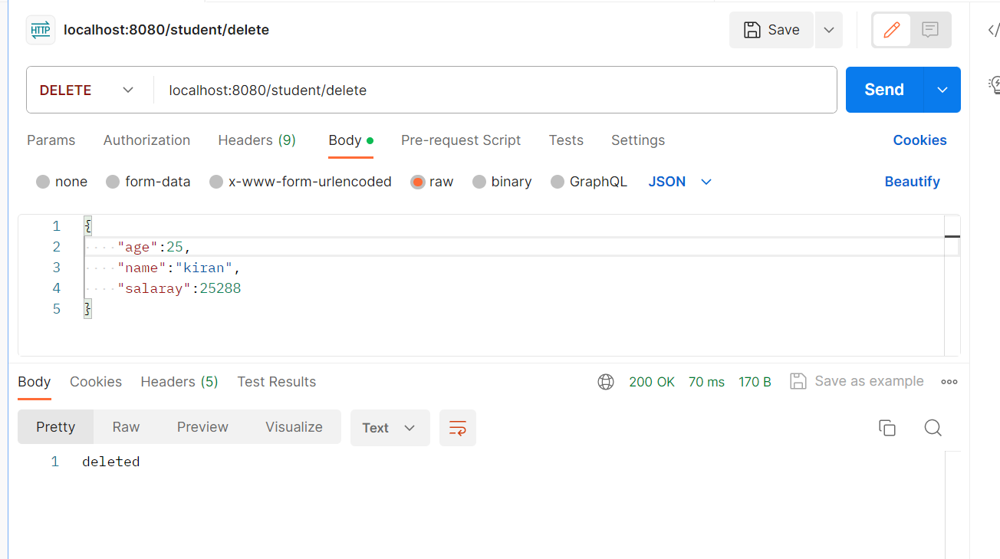 HTTP localhost:8080/student/delete Save
DELETE localhost:8080/student/delete Send
Params Authorization Headers (9) Body Pre-request Script Tests Settings Cookies
none form-data x-www-form-urlencoded raw binary GraphQL JSON Beautify
1 {
2 "age":25,
3 "name":"kiran",
4 "salaray":25288
5 }
Body Cookies Headers (5) Test Results 200 OK 70 ms 170 B Save as example
Pretty Raw Preview Visualize Text
1 deleted